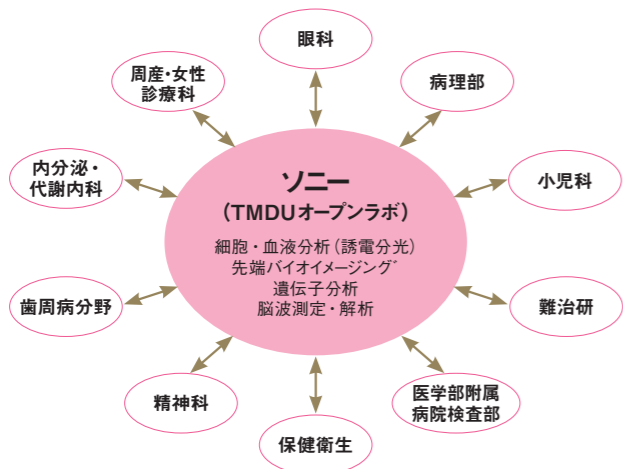 眼科
周産・女性
診療科
病理部
内分泌・
代謝内科
小児科
ソニー
(TMDUオープンラボ)
細胞・血液分析(誘電分光)
先端バイオイメージング
遺伝子分析
脳波測定・解析
歯周病分野
難治研
精神科
医学部附属
病院検査部
保健衛生